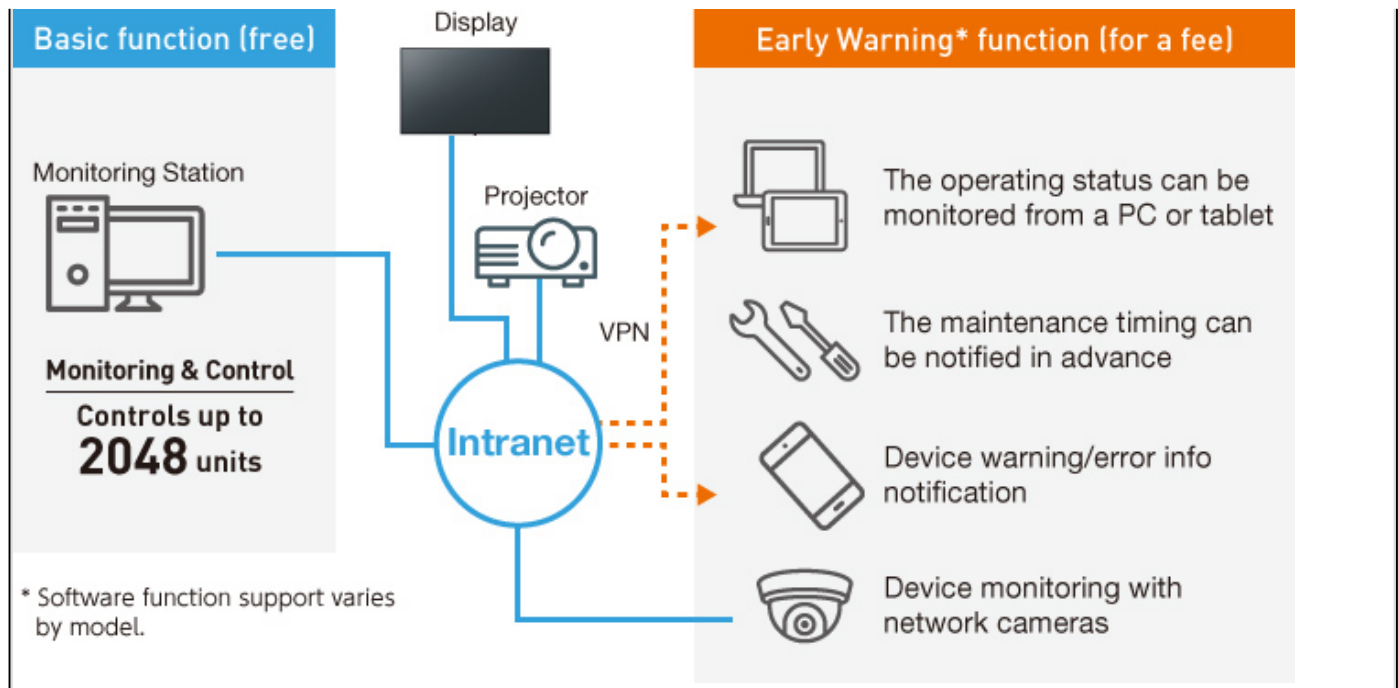 Basic function (free)
Display
Early Warning* function (for a fee)
Monitoring Station
Projector
The operating status can be
monitored from a PC or tablet
VPN
The maintenance timing can
be notified in advance
Monitoring & Control
Controls up to
2048 units
Intranet
Device warning/error info
notification
Device monitoring with
network cameras
* Software function support varies
by model.